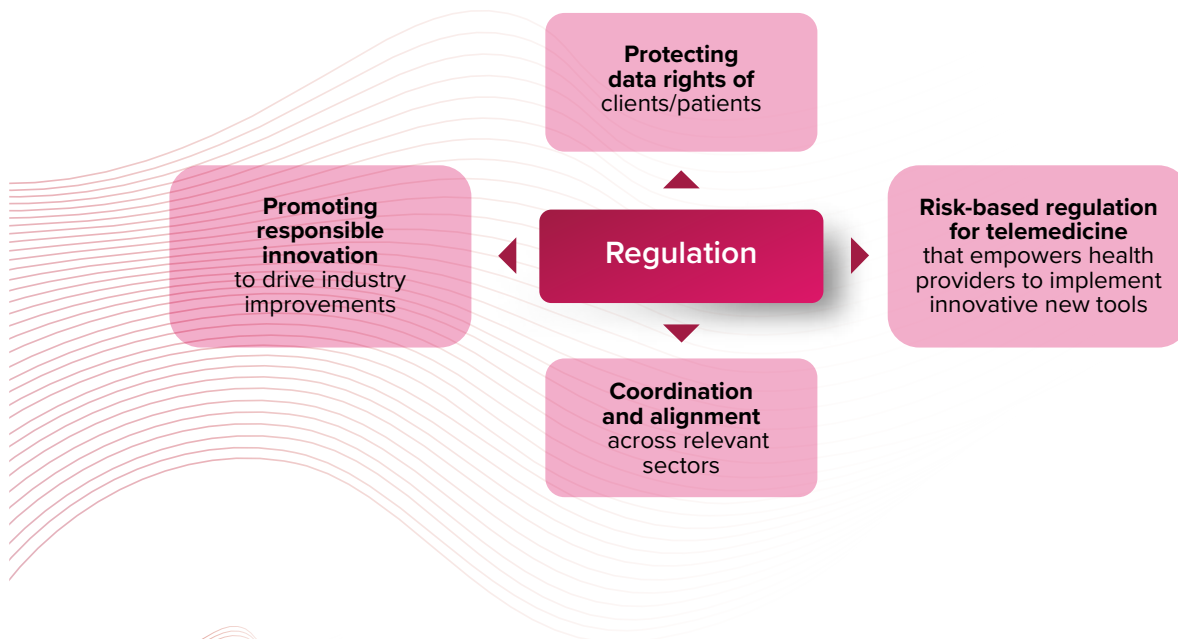 Protecting
data rights of
clients/patients
Promoting
responsible
innovation
to drive industry
improvements
Regulation
Risk-based regulation
for telemedicine
that empowers health
providers to implement
innovative new tools
Coordination
and alignment
across relevant
sectors